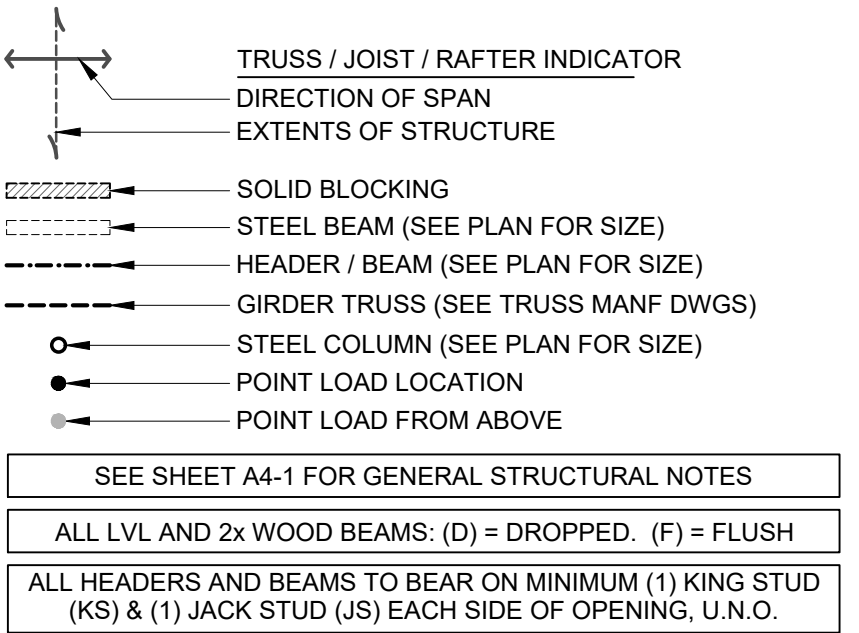 TRUSS / JOIST / RAFTER INDICATOR
DIRECTION OF SPAN
EXTENTS OF STRUCTURE
SOLID BLOCKING
STEEL BEAM (SEE PLAN FOR SIZE)
HEADER / BEAM (SEE PLAN FOR SIZE)
GIRDER TRUSS (SEE TRUSS MANF DWGS)
STEEL COLUMN (SEE PLAN FOR SIZE)
POINT LOAD LOCATION
POINT LOAD FROM ABOVE
SEE SHEET A4-1 FOR GENERAL STRUCTURAL NOTES
ALL LVL AND 2x WOOD BEAMS: (D) = DROPPED. (F) = FLUSH
ALL HEADERS AND BEAMS TO BEAR ON MINIMUM (1) KING STUD
(KS) & (1) JACK STUD (JS) EACH SIDE OF OPENING, U.N.O.